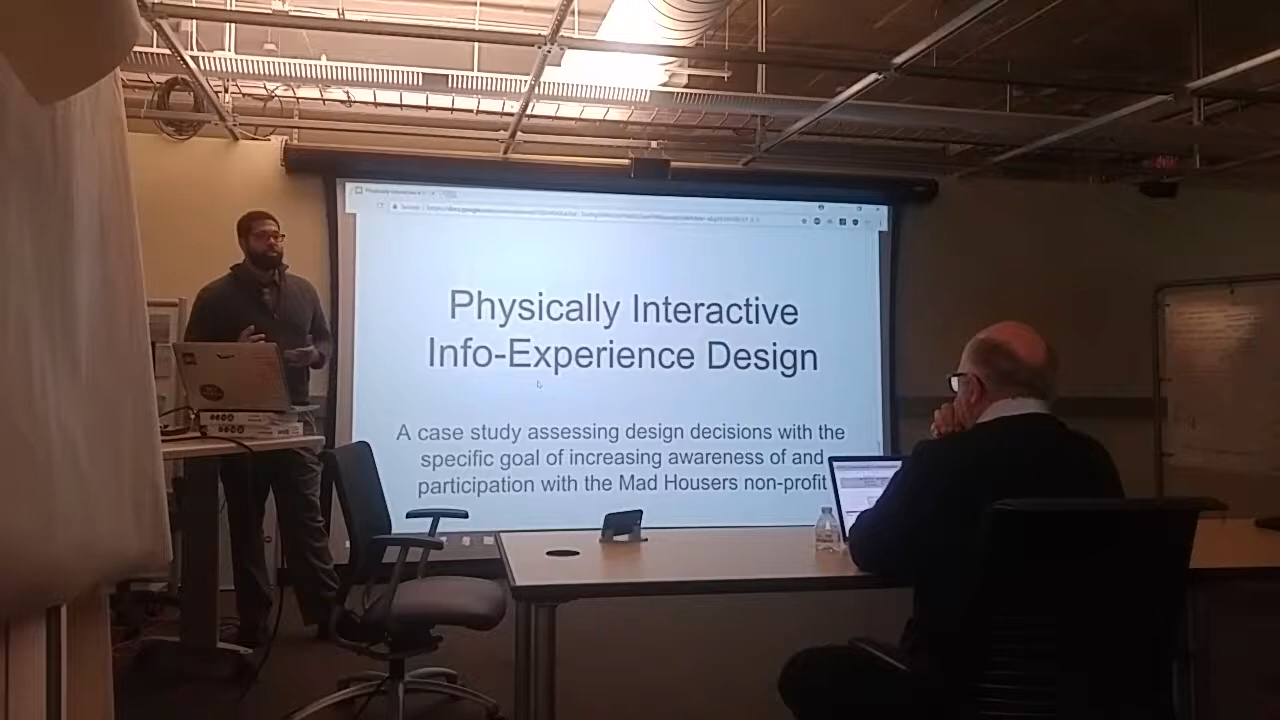 Physically Interactive
Info-Experience Design
A case study assessing design decisions with the
specific goal of increasing awareness of and
participation with the Mad Housers non-profit